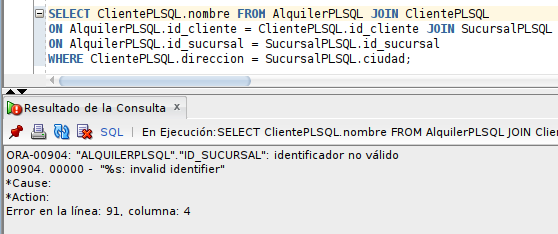 SELECT ClientePLSQL.nombre FROM AlquilerPLSQL JOIN ClientePLSQL
ON AlquilerPLSQL.id_cliente = ClientePLSQL.id_cliente JOIN SucursalPLSQL
ON AlquilerPLSQL.id_sucursal = SucursalPLSQL.id_sucursal
WHERE ClientePLSQL.direccion = SucursalPLSQL.ciudad;
Resultado de la Consulta x
SQL | En Ejecución:SELECT ClientePLSQL.nombre FROM AlquilerPLSQL JOIN Clien
ORA-00904: "ALQUILERPLSQL"."ID_SUCURSAL": identificador no válido
00904. 00000 - "%s: invalid identifier"
*Cause:
*Action:
Error en la línea: 91, columna: 4